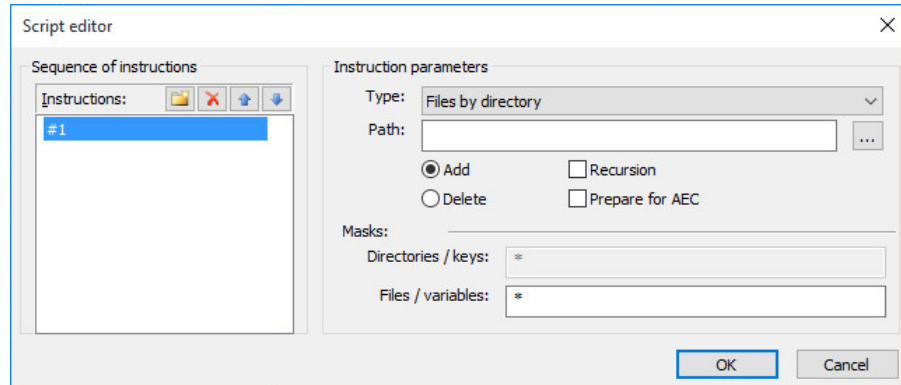 Script editor
Sequence of instructions
Instructions:
#1
Instruction parameters
Type: Files by directory
Path: ...
Add Recursion
Delete Prepare for AEC
Masks:
Directories / keys: *
Files / variables: *
OK Cancel